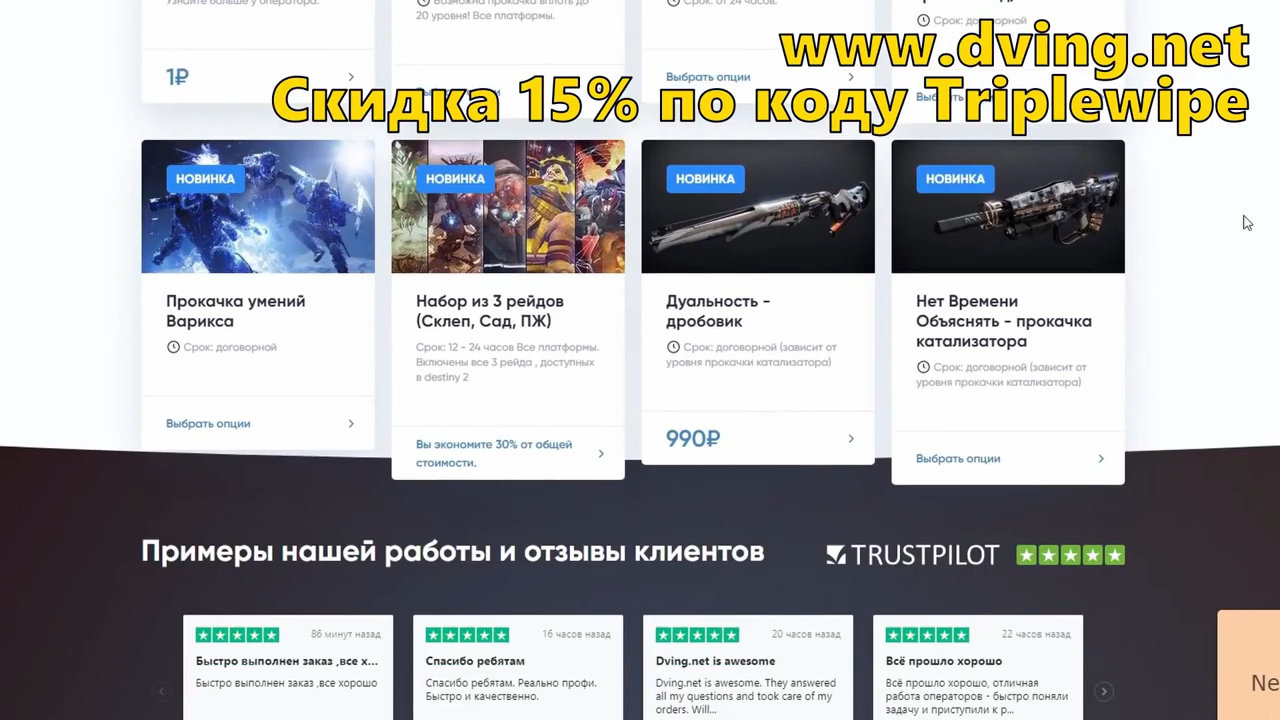 Узнайте больше у оператора.
Возможна прокачка вплоть до
20 уровня! Все платформы.
Срок: от 24 часов.
Срок: договорной
www.dving.net
1₽
Выбрать опции
Скидка 15% по коду Triplewipe
НОВИНКА
НОВИНКА
НОВИНКА
НОВИНКА
Прокачка умений
Варикса
Срок: договорной
Выбрать опции
Набор из 3 рейдов
(Склеп, Сад, ПЖ)
Срок: 12 - 24 часов Все платформы.
Включены все 3 рейда , доступных
в destiny 2
Вы экономите 30% от общей
стоимости.
Дуальность -
дробовик
Срок: договорной (зависит от
уровня прокачки катализатора)
990₽
Нет Времени
Объяснять - прокачка
катализатора
Срок: договорной (зависит от
уровня прокачки катализатора)
Выбрать опции
Примеры нашей работы и отзывы клиентов
TRUSTPILOT
86 минут назад
Быстро выполнен заказ ,все х...
Быстро выполнен заказ ,все хорошо
16 часов назад
Спасибо ребятам
Спасибо ребятам. Реально профи.
Быстро и качественно.
20 часов назад
Dving.net is awesome
Dving.net is awesome. They answered
all my questions and took care of my
orders. Will...
22 часов назад
Всё прошло хорошо
Всё прошло хорошо, отличная
работа операторов - быстро поняли
задачу и приступили к р...
Ne